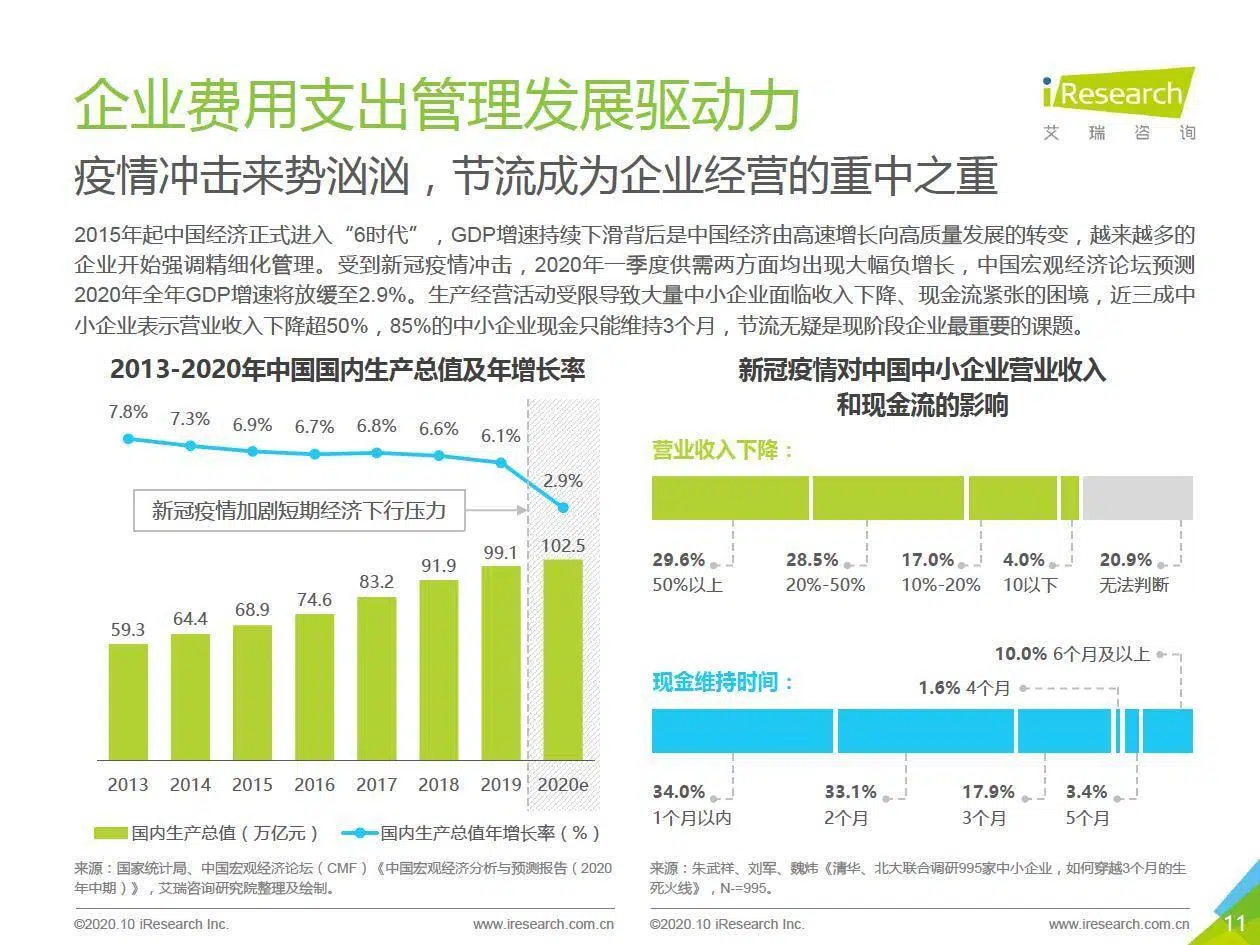 企业费用支出管理发展驱动力
iResearch
艾 瑞 咨 询
疫情冲击来势汹汹，节流成为企业经营的重中之重
2015年起中国经济正式进入“6时代”，GDP增速持续下滑背后是中国经济由高速增长向高质量发展的转变，越来越多的
企业开始强调精细化管理。受到新冠疫情冲击，2020年一季度供需两方面均出现大幅负增长，中国宏观经济论坛预测
2020年全年GDP增速将放缓至2.9%。生产经营活动受限导致大量中小企业面临收入下降、现金流紧张的困境，近三成中
小企业表示营业收入下降超50%，85%的中小企业现金只能维持3个月，节流无疑是现阶段企业最重要的课题。
2013-2020年中国国内生产总值及年增长率
7.8%
7.3%
6.9%
6.7%
6.8%
6.6%
6.1%
2.9%
新冠疫情加剧短期经济下行压力
59.3
64.4
68.9
74.6
83.2
91.9
99.1
102.5
2013 2014 2015 2016 2017 2018 2019 2020e
国内生产总值（万亿元） 国内生产总值年增长率（%）
来源：国家统计局、中国宏观经济论坛（CMF）《中国宏观经济分析与预测报告（2020
年中期）》，艾瑞咨询研究院整理及绘制。
新冠疫情对中国中小企业营业收入
和现金流的影响
营业收入下降：
29.6% 28.5% 17.0% 4.0% 20.9%
50%以上 20%-50% 10%-20% 10以下 无法判断
10.0% 6个月及以上
现金维持时间：
1.6% 4个月
34.0% 33.1% 17.9% 3.4%
1个月以内 2个月 3个月 5个月
来源：朱武祥、刘军、魏炜《清华、北大联合调研995家中小企业，如何穿越3个月的生
死火线》，N-=995。
©2020.10 iResearch Inc. www.iresearch.com.cn
©2020.10 iResearch Inc. www.iresearch.com.cn
11